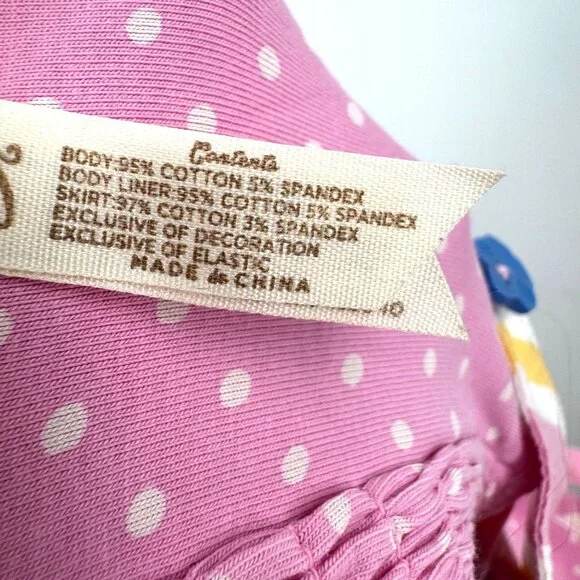 Contents
BODY:95% COTTON 5% SPANDEX
BODY LINER:95% COTTON 5% SPANDEX
SKIRT:97% COTTON 3% SPANDEX
EXCLUSIVE OF DECORATION
EXCLUSIVE OF ELASTIC
MADE IN CHINA